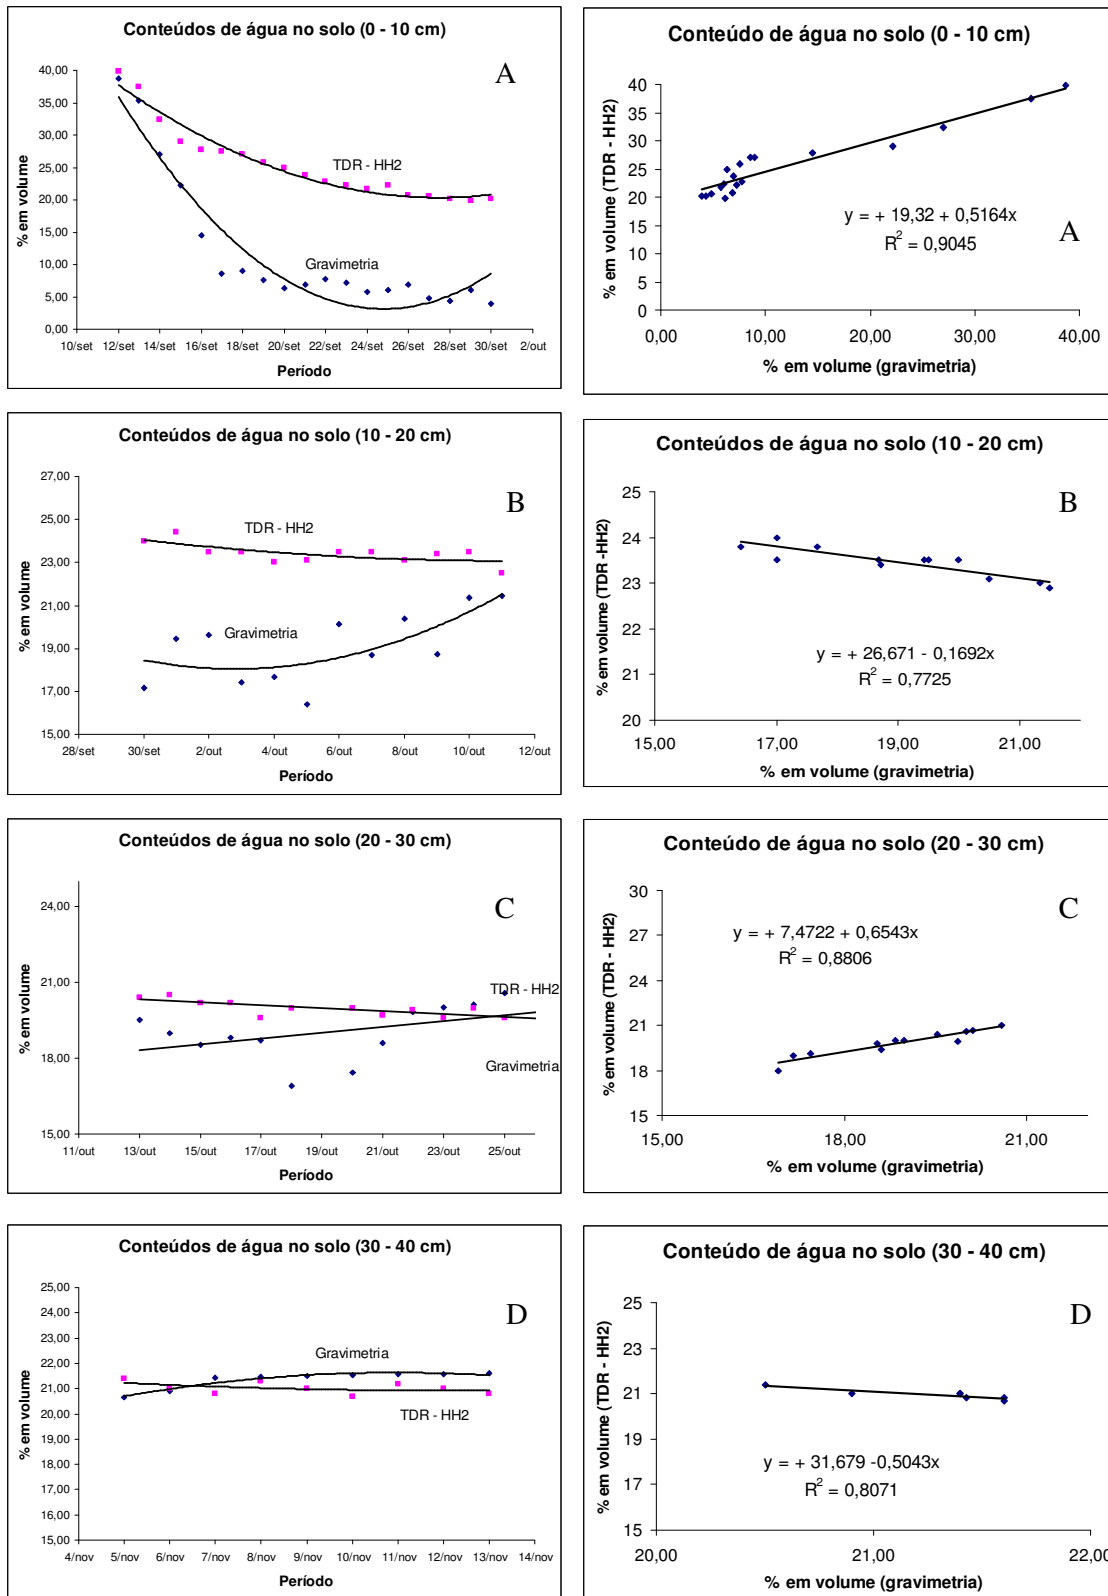 Conteúdos de água no solo (0 - 10 cm)
A
40,00
35,00
30,00
25,00
20,00
15,00
10,00
5,00
0,00
% em volume
TDR - HH2
Gravimetria
10/set 12/set 14/set 16/set 18/set 20/set 22/set 24/set 26/set 28/set 30/set 2/out
Período
Conteúdo de água no solo (0 - 10 cm)
40
35
30
25
20
15
10
5
0
% em volume (TDR - HH2)
y = + 19,32 + 0,5164x
R² = 0,9045
A
0,00 10,00 20,00 30,00 40,00
% em volume (gravimetria)
Conteúdos de água no solo (10 - 20 cm)
B
27,00
25,00
23,00
21,00
19,00
17,00
15,00
% em volume
TDR - HH2
Gravimetria
28/set 30/set 2/out 4/out 6/out 8/out 10/out 12/out
Período
Conteúdo de água no solo (10 - 20 cm)
B
25
24
23
22
21
20
% em volume (TDR -HH2)
y = + 26,671 - 0,1692x
R² = 0,7725
15,00 17,00 19,00 21,00
% em volume (gravimetria)
Conteúdos de água no solo (20 - 30 cm)
C
24,00
21,00
18,00
15,00
% em volume
TDR - HH2
Gravimetria
11/out 13/out 15/out 17/out 19/out 21/out 23/out 25/out
Período
Conteúdo de água no solo (20 - 30 cm)
C
30
27
24
21
18
15
% em volume (TDR - HH2)
y = + 7,4722 + 0,6543x
R² = 0,8806
15,00 18,00 21,00
% em volume (gravimetria)
Conteúdos de água no solo (30 - 40 cm)
D
25,00
24,00
23,00
22,00
21,00
20,00
19,00
18,00
17,00
16,00
15,00
% em volume
Gravimetria
TDR - HH2
4/nov 5/nov 6/nov 7/nov 8/nov 9/nov 10/nov 11/nov 12/nov 13/nov 14/nov
Período
Conteúdo de água no solo (30 - 40 cm)
D
25
23
21
19
17
15
% em volume (TDR - HH2)
y = + 31,679 -0,5043x
R² = 0,8071
20,00 21,00 22,00
% em volume (gravimetria)